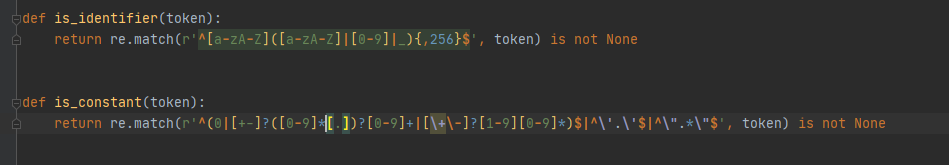 def is_identifier(token):
    return re.match(r'^[a-zA-Z]([a-zA-Z]|[0-9]|_){,256}$', token) is not None
def is_constant(token):
    return re.match(r'^(0|[+-]?([0-9]*[.])?[0-9]+|[\+\-]?[1-9][0-9]*)$|^\'.\'$|^\".*\"$', token) is not None